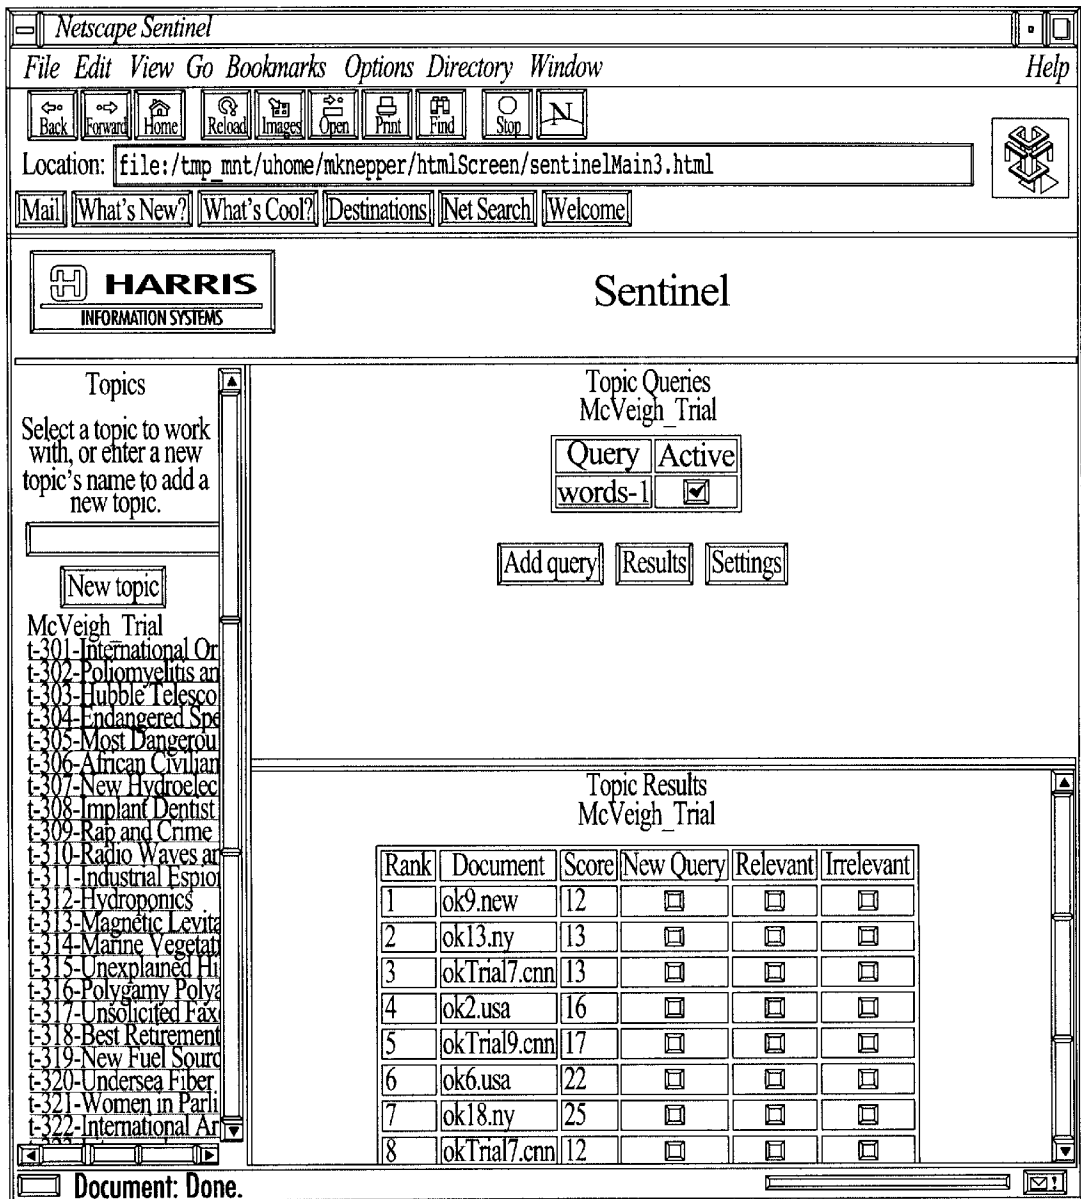 Netscape Sentinel
File Edit View Go Bookmarks Options Directory Window Help
Back Forward Home Reload Images Open Print Find Stop N
Location: file:/tmp_mnt/uhome/mknepper/htmlScreen/sentinelMain3.html
Mail What's New? What's Cool? Destinations Net Search Welcome
HARRIS
INFORMATION SYSTEMS
Sentinel
Topics
Select a topic to work
with, or enter a new
topic's name to add a
new topic.
New topic
McVeigh_Trial
t-301-International Or
t-302-Poliomyelitis an
t-303-Hubble Telesco
t-304-Endangered Spe
t-305-Most Dangerou
t-306-African Civilian
t-307-New Hydroelec
t-308-Implant Dentist
t-309-Rap and Crime
t-310-Radio Waves an
t-311-Industrial Espion
t-312-Hydroponics
t-313-Magnetic Levita
t-314-Marine Vegetati
t-315-Unexplained Hi
t-316-Polygamy Polya
t-317-Unsolicited Faxe
t-318-Best Retirement
t-319-New Fuel Sourc
t-320-Undersea Fiber
t-321-Women in Parli
t-322-International Ar
Topic Queries
McVeigh_Trial
Query Active
words-1
Add query Results Settings
Topic Results
McVeigh_Trial
Rank Document Score New Query Relevant Irrelevant
1 ok9.new 12
2 ok13.ny 13
3 okTrial7.cnn 13
4 ok2.usa 16
5 okTrial9.cnn 17
6 ok6.usa 22
7 ok18.ny 25
8 okTrial7.cnn 12
Document: Done.